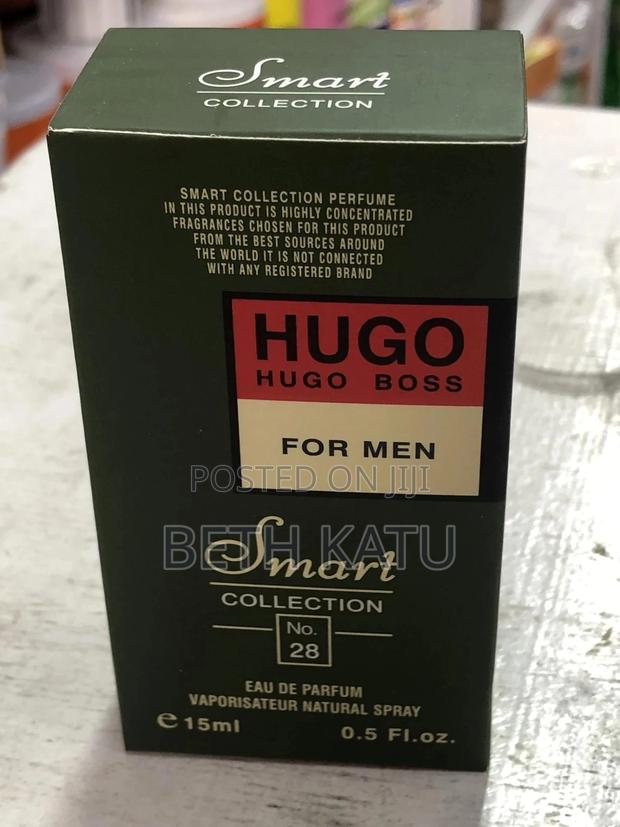 Smart
COLLECTION
SMART COLLECTION PERFUME
IN THIS PRODUCT IS HIGHLY CONCENTRATED
FRAGRANCES CHOSEN FOR THIS PRODUCT
FROM THE BEST SOURCES AROUND
THE WORLD IT IS NOT CONNECTED
WITH ANY REGISTERED BRAND
HUGO
HUGO BOSS
FOR MEN
POSTED ON JIJI
BETH KATU
Smart
COLLECTION
No.
28
EAU DE PARFUM
VAPORISATEUR NATURAL SPRAY
e 15ml 0.5 Fl.oz.